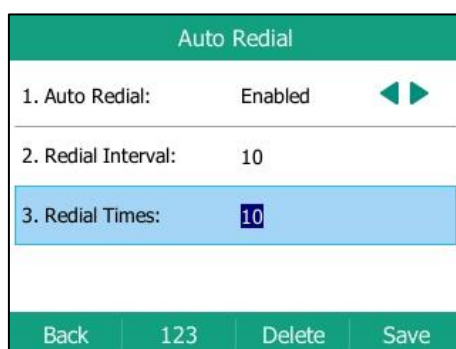 Auto Redial
1. Auto Redial: Enabled
2. Redial Interval: 10
3. Redial Times: 10
Back 123 Delete Save